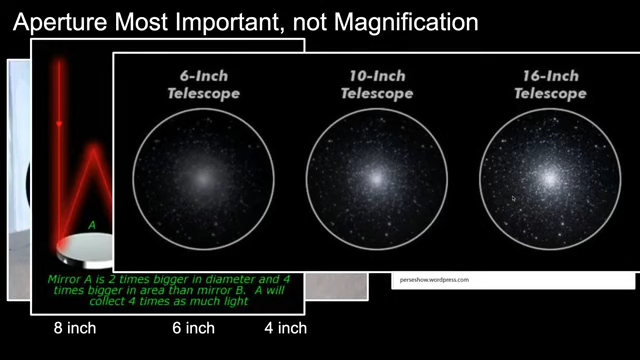 Aperture Most Important, not Magnification
6-Inch
Telescope
10-Inch
Telescope
16-Inch
Telescope
A
Mirror A is 2 times bigger in diameter and 4
times bigger in area than mirror B. A will
collect 4 times as much light
perseshow.wordpress.com
8 inch
6 inch
4 inch